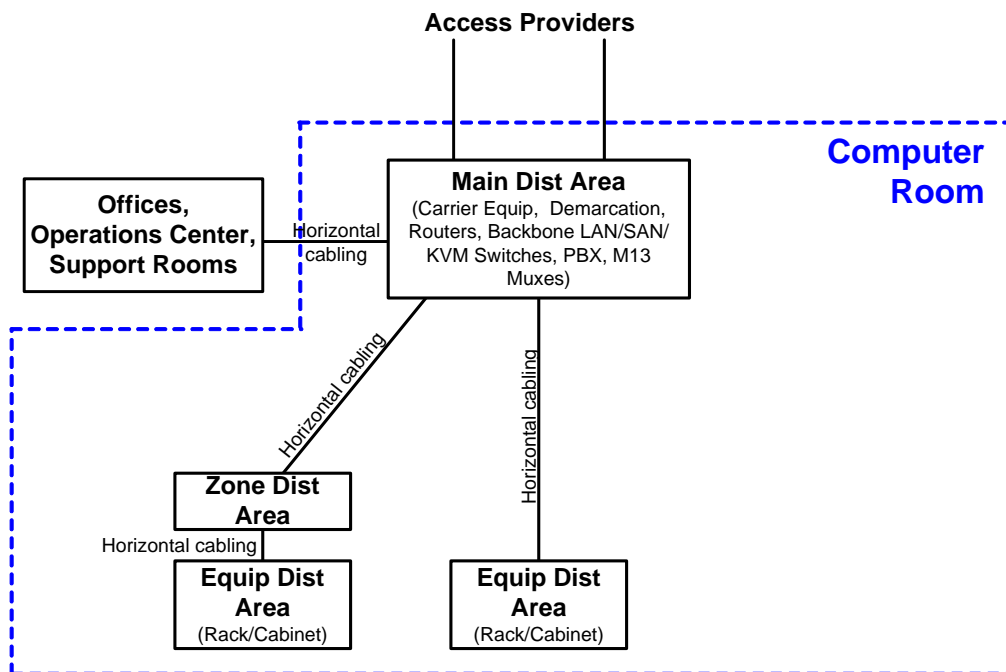 Access Providers
Computer
Room
Main Dist Area
(Carrier Equip, Demarcation,
Routers, Backbone LAN/SAN/
KVM Switches, PBX, M13
Muxes)
Offices,
Operations Center,
Support Rooms
Horizontal
cabling
Horizontal cabling
Horizontal cabling
Zone Dist
Area
Horizontal cabling
Equip Dist
Area
(Rack/Cabinet)
Equip Dist
Area
(Rack/Cabinet)